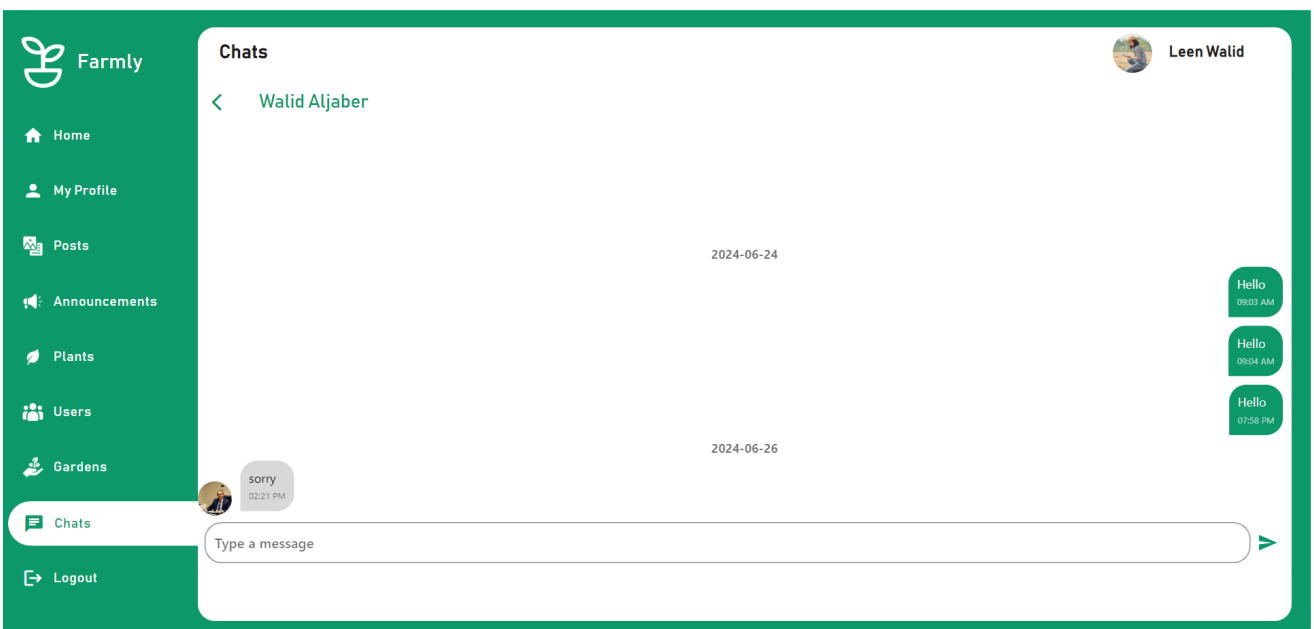 Farmly
Home
My Profile
Posts
Announcements
Plants
Users
Gardens
Chats
Logout
Chats
Leen Walid
Walid Aljaber
2024-06-24
Hello
09:03 AM
Hello
09:04 AM
Hello
07:58 PM
2024-06-26
sorry
02:21 PM
Type a message